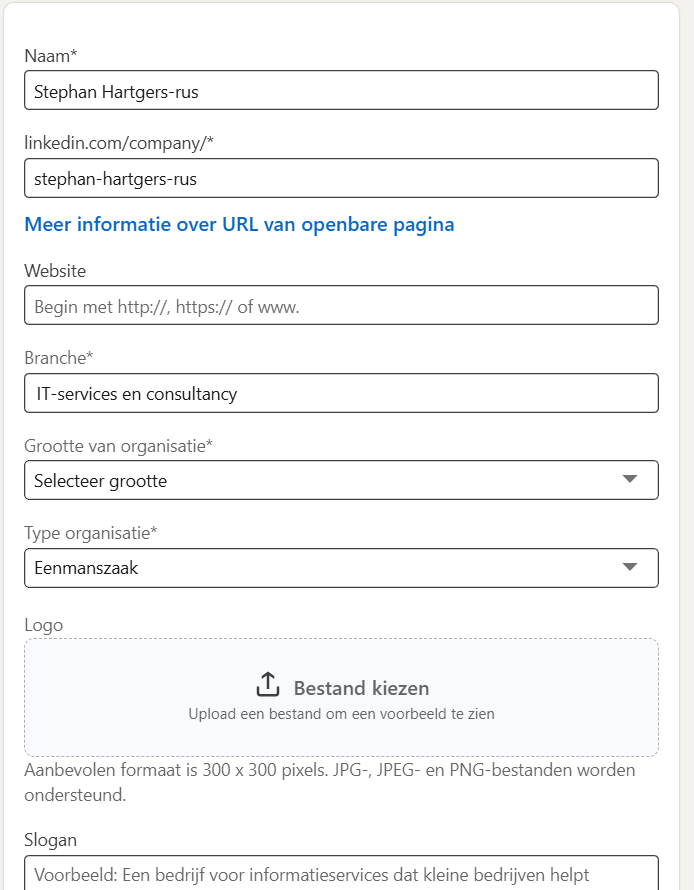 Naam*
Stephan Hartgers-rus
linkedin.com/company/*
stephan-hartgers-rus
Meer informatie over URL van openbare pagina
Website
Begin met http://, https:// of www.
Branche*
IT-services en consultancy
Grootte van organisatie*
Selecteer grootte
Type organisatie*
Eenmanszaak
Logo
Bestand kiezen
Upload een bestand om een voorbeeld te zien
Aanbevolen formaat is 300 x 300 pixels. JPG-, JPEG- en PNG-bestanden worden
ondersteund.
Slogan
Voorbeeld: Een bedrijf voor informatieservices dat kleine bedrijven helpt